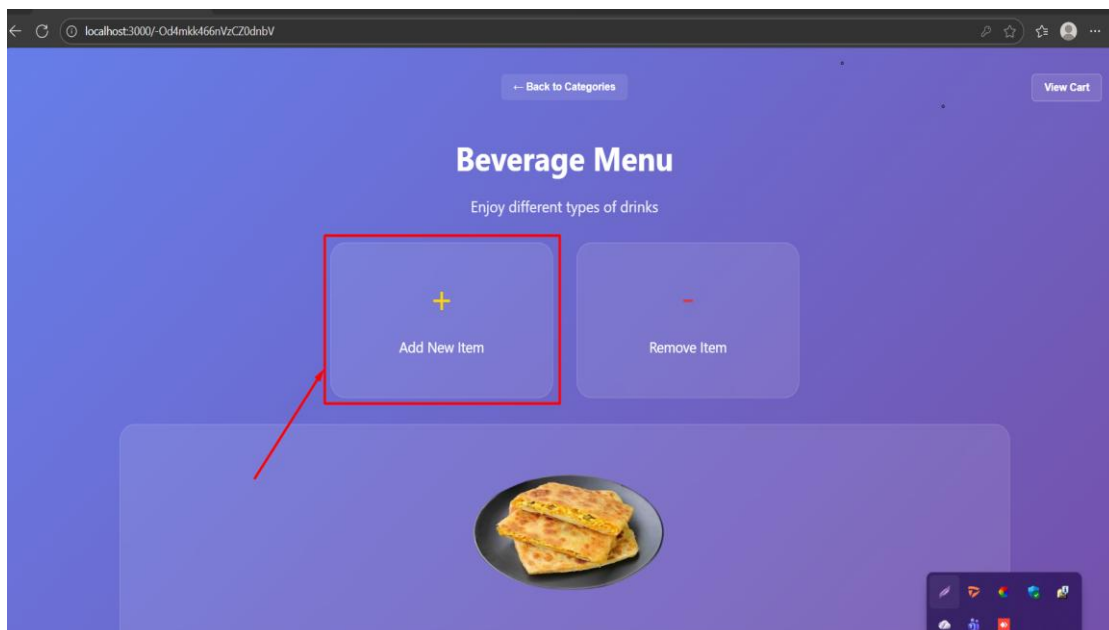 localhost:3000/-Od4mkk466nVzCZ0dnbV
← Back to Categories
View Cart
Beverage Menu
Enjoy different types of drinks
+
-
Add New Item
Remove Item